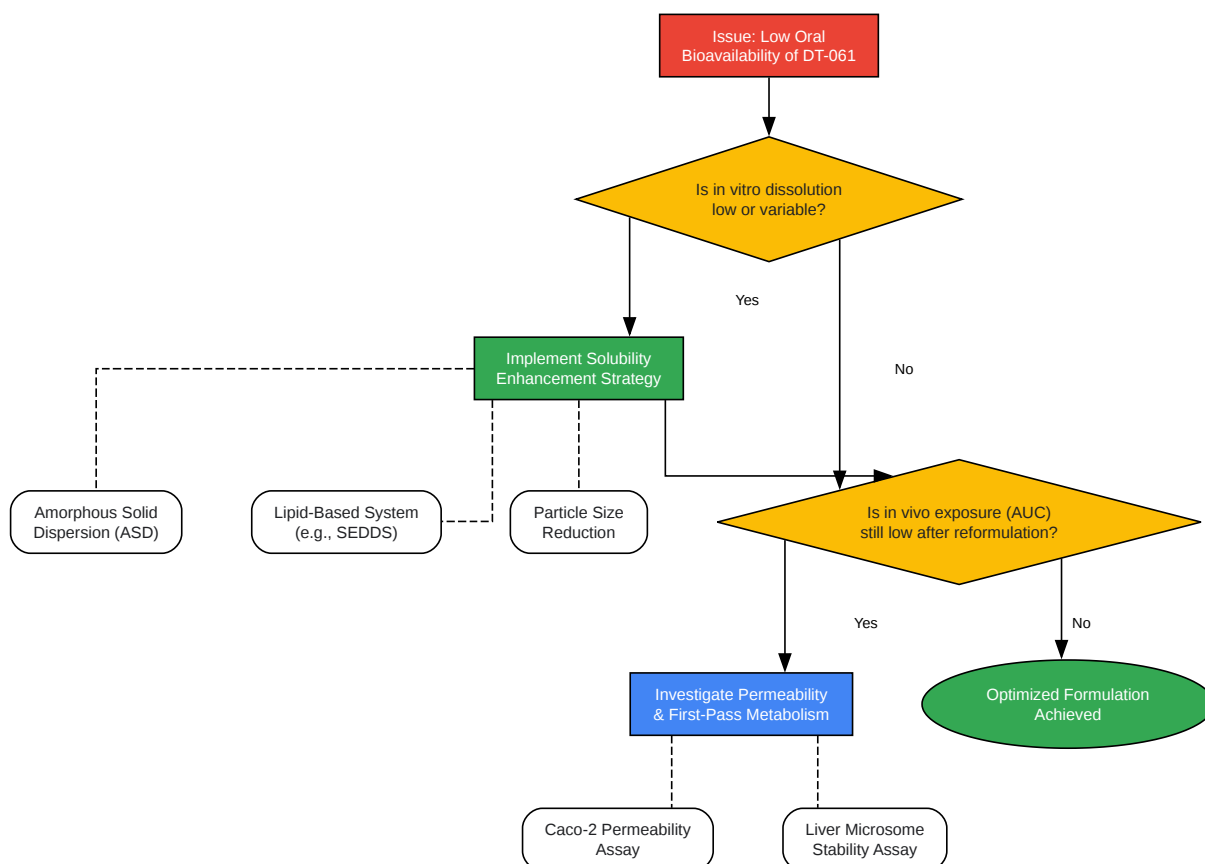 Issue: Low Oral
Bioavailability of DT-061
Is in vitro dissolution
low or variable?
Yes
Implement Solubility
Enhancement Strategy
No
Amorphous Solid
Dispersion (ASD)
Lipid-Based System
(e.g., SEDDS)
Particle Size
Reduction
Is in vivo exposure (AUC)
still low after reformulation?
Yes
No
Investigate Permeability
& First-Pass Metabolism
Optimized Formulation
Achieved
Caco-2 Permeability
Assay
Liver Microsome
Stability Assay